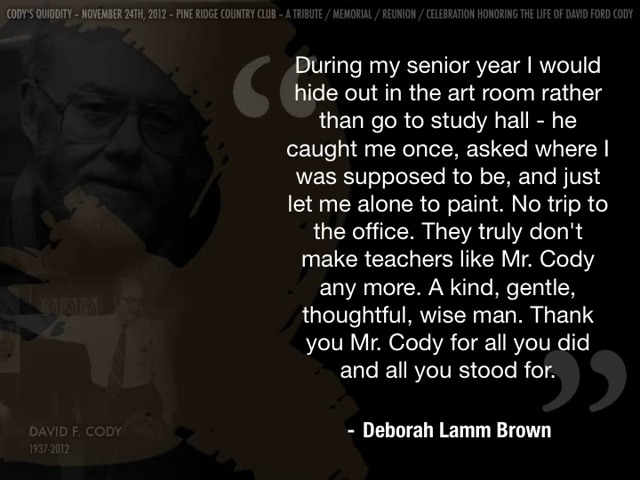 CODY'S QUIDDITY – NOVEMBER 24TH, 2012 – PINE RIDGE COUNTRY CLUB – A TRIBUTE / MEMORIAL / REUNION / CELEBRATION HONORING THE LIFE OF DAVID FORD CODY
“
During my senior year I would
hide out in the art room rather
than go to study hall - he
caught me once, asked where I
was supposed to be, and just
let me alone to paint. No trip to
the office. They truly don't
make teachers like Mr. Cody
any more. A kind, gentle,
thoughtful, wise man. Thank
you Mr. Cody for all you did
and all you stood for.
”
- Deborah Lamm Brown
DAVID F. CODY
1937-2012